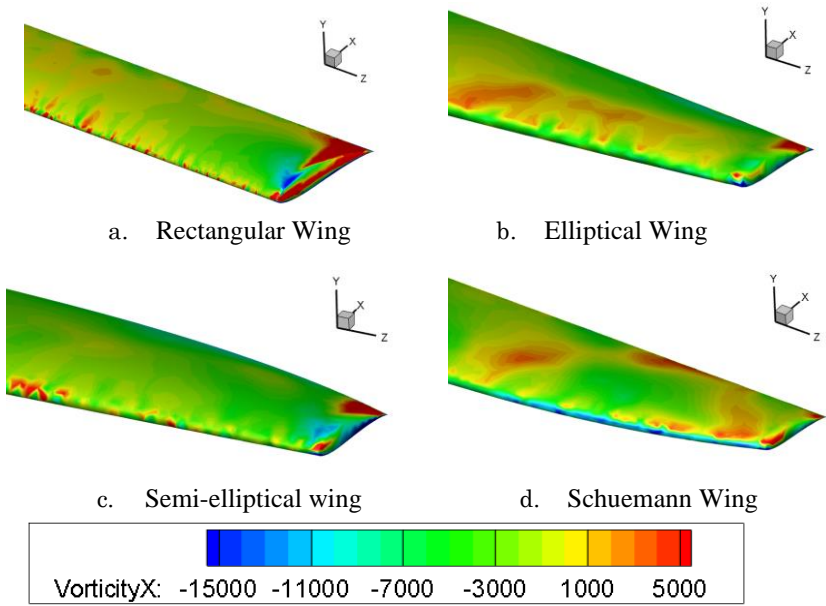 Y
X
Z
Y
X
Z
a. Rectangular Wing
b. Elliptical Wing
Y
X
Z
Y
X
Z
c. Semi-elliptical wing
d. Schuemann Wing
VorticityX: -15000 -11000 -7000 -3000 1000 5000